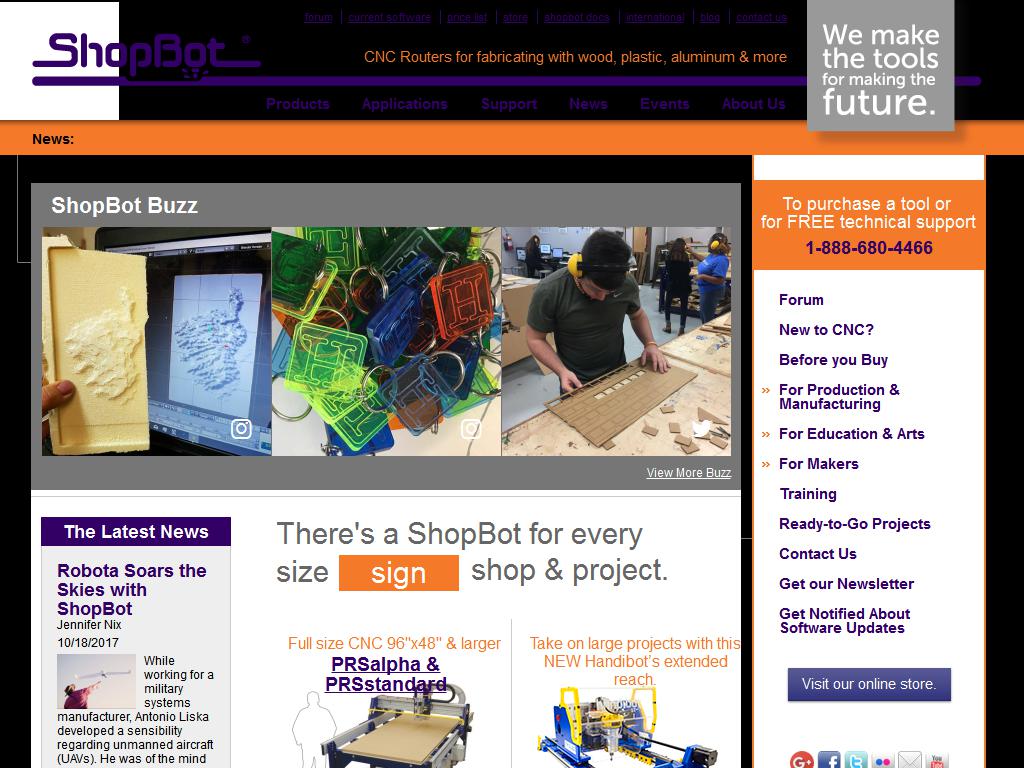 forum
current software
price list
store
shopbot docs
international
blog
contact us
ShopBot
CNC Routers for fabricating with wood, plastic, aluminum & more
We make
the tools
for making the
future.
Products
Applications
Support
News
Events
About Us
News:
ShopBot Buzz
View More Buzz
To purchase a tool or
for FREE technical support
1-888-680-4466
Forum
New to CNC?
Before you Buy
» For Production &
Manufacturing
» For Education & Arts
» For Makers
Training
Ready-to-Go Projects
Contact Us
Get our Newsletter
Get Notified About
Software Updates
Visit our online store.
The Latest News
Robota Soars the
Skies with
ShopBot
Jennifer Nix
10/18/2017
While
working for a
military
systems
manufacturer, Antonio Liska
developed a sensibility
regarding unmanned aircraft
(UAVs). He was of the mind
There's a ShopBot for every
size sign shop & project.
Full size CNC 96"x48" & larger
PRSalpha &
PRSstandard
Take on large projects with this
NEW Handibot's extended
reach.